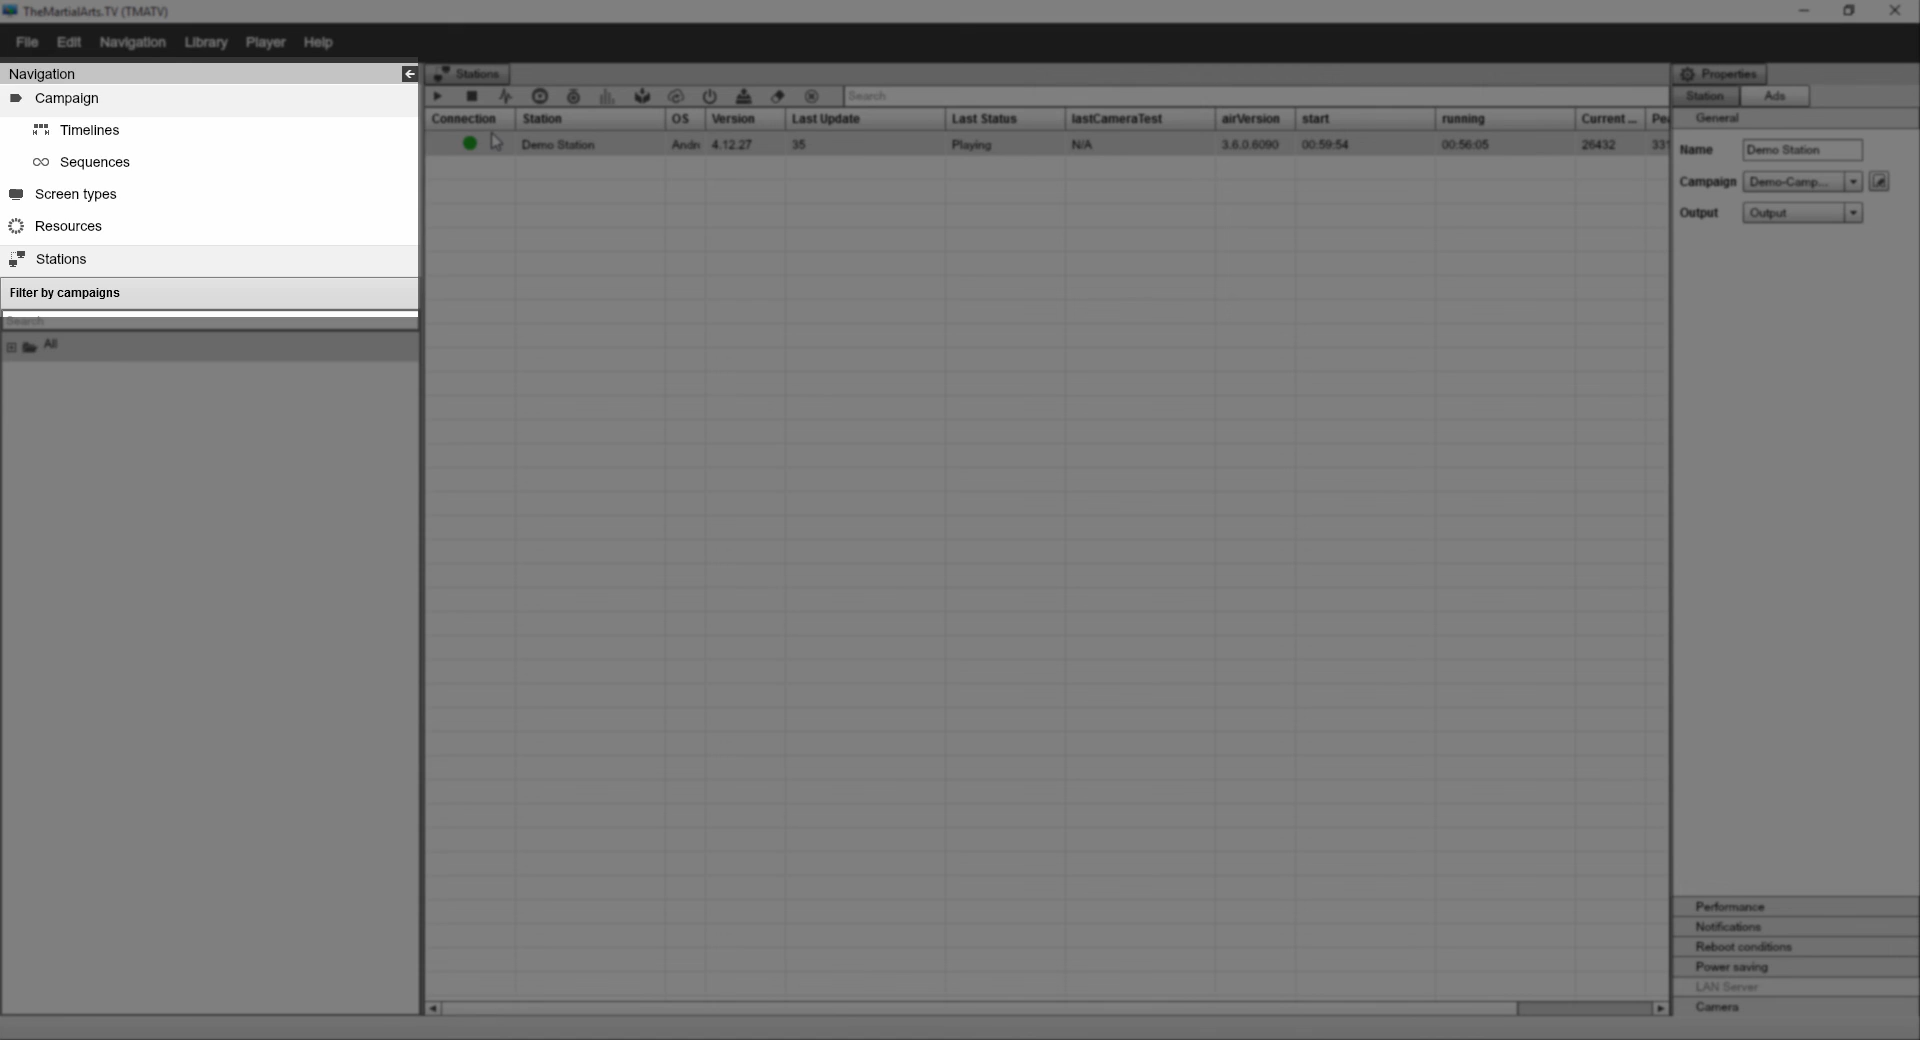 TheMartialArts.TV (TMATV)
File Edit Navigation Library Player Help
Navigation
Campaign
Timelines
Sequences
Screen types
Resources
Stations
Filter by campaigns
Search
All
Stations
Search
Connection Station OS Version Last Update Last Status lastCameraTest airVersion start running Current ...
Demo Station 4.12.27 35 Playing N/A 3.6.0.6090 00:59:54 00:56:05 26432
Properties
Station Ads
General
Name Demo Station
Campaign Demo-Camp...
Output Output
Performance
Notifications
Reboot conditions
Power saving
LAN Server
Camera